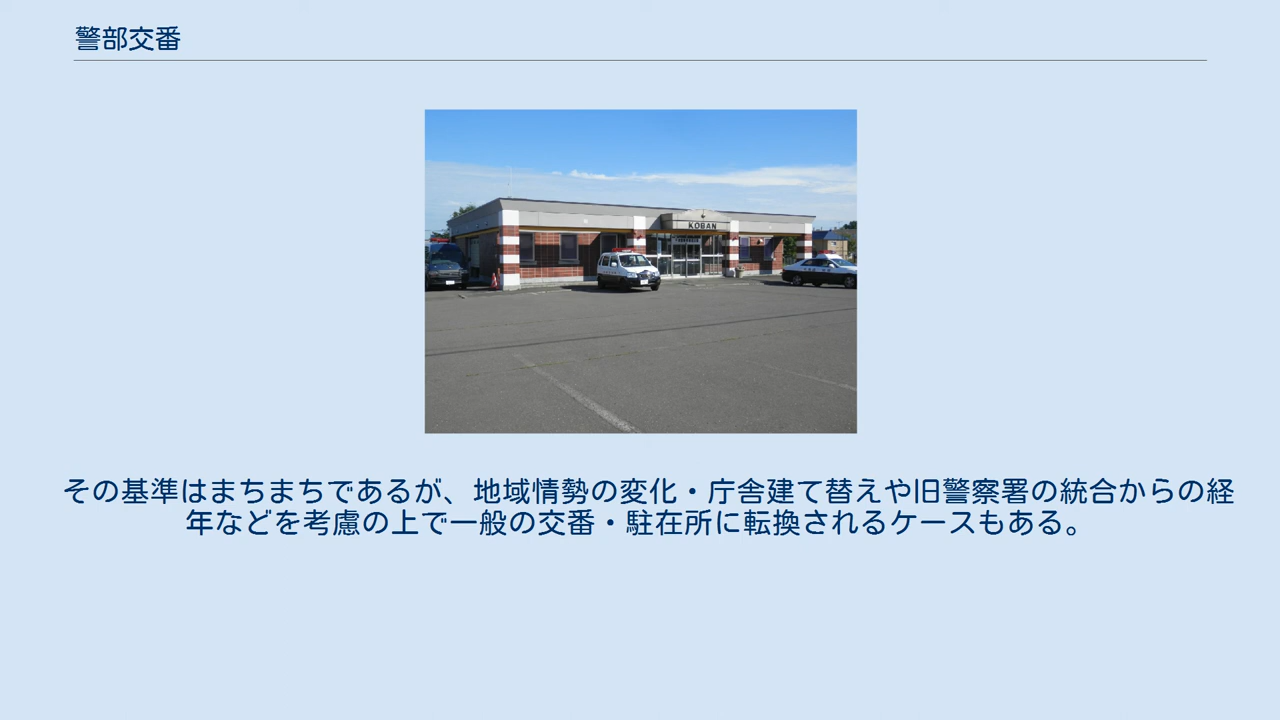 警部交番
KOBAN
その基準はまちまちであるが、地域情勢の変化・庁舎建て替えや旧警察署の統合からの経
年などを考慮の上で一般の交番・駐在所に転換されるケースもある。